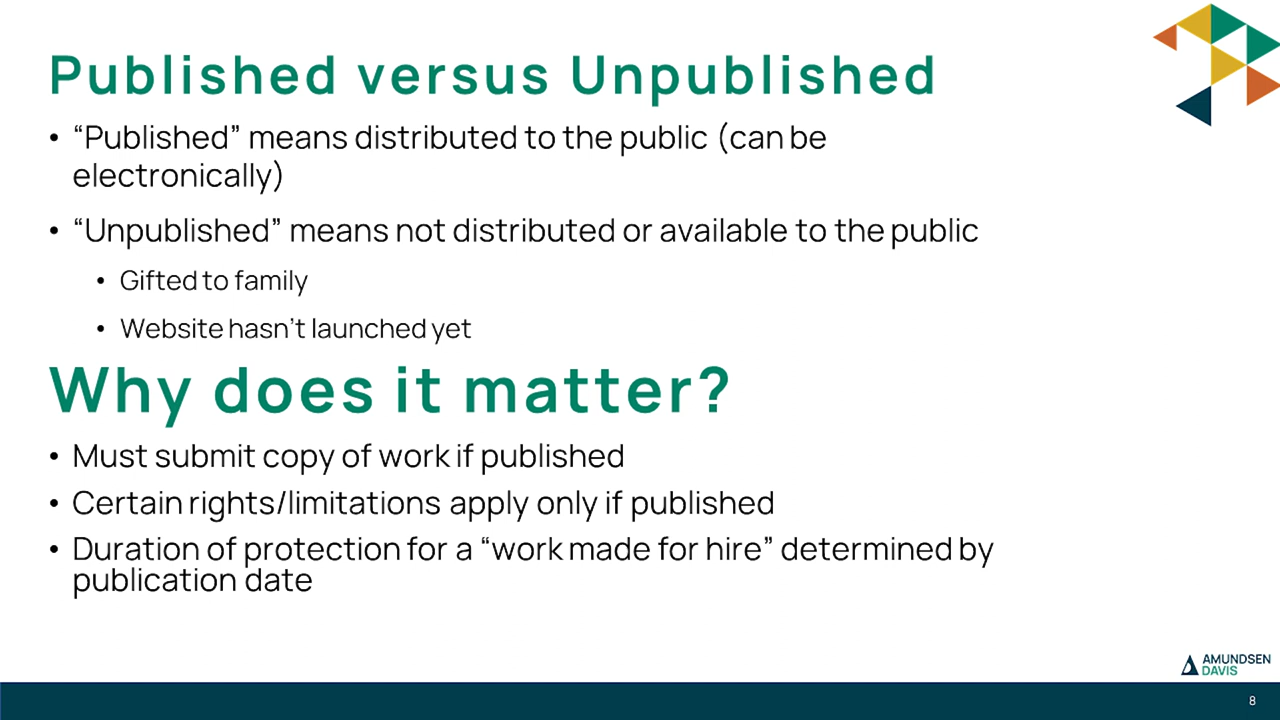 Published versus Unpublished
• “Published” means distributed to the public (can be
electronically)
• “Unpublished” means not distributed or available to the public
• Gifted to family
• Website hasn’t launched yet
Why does it matter?
• Must submit copy of work if published
• Certain rights/limitations apply only if published
• Duration of protection for a “work made for hire” determined by
publication date
AMUNDSEN
DAVIS
8